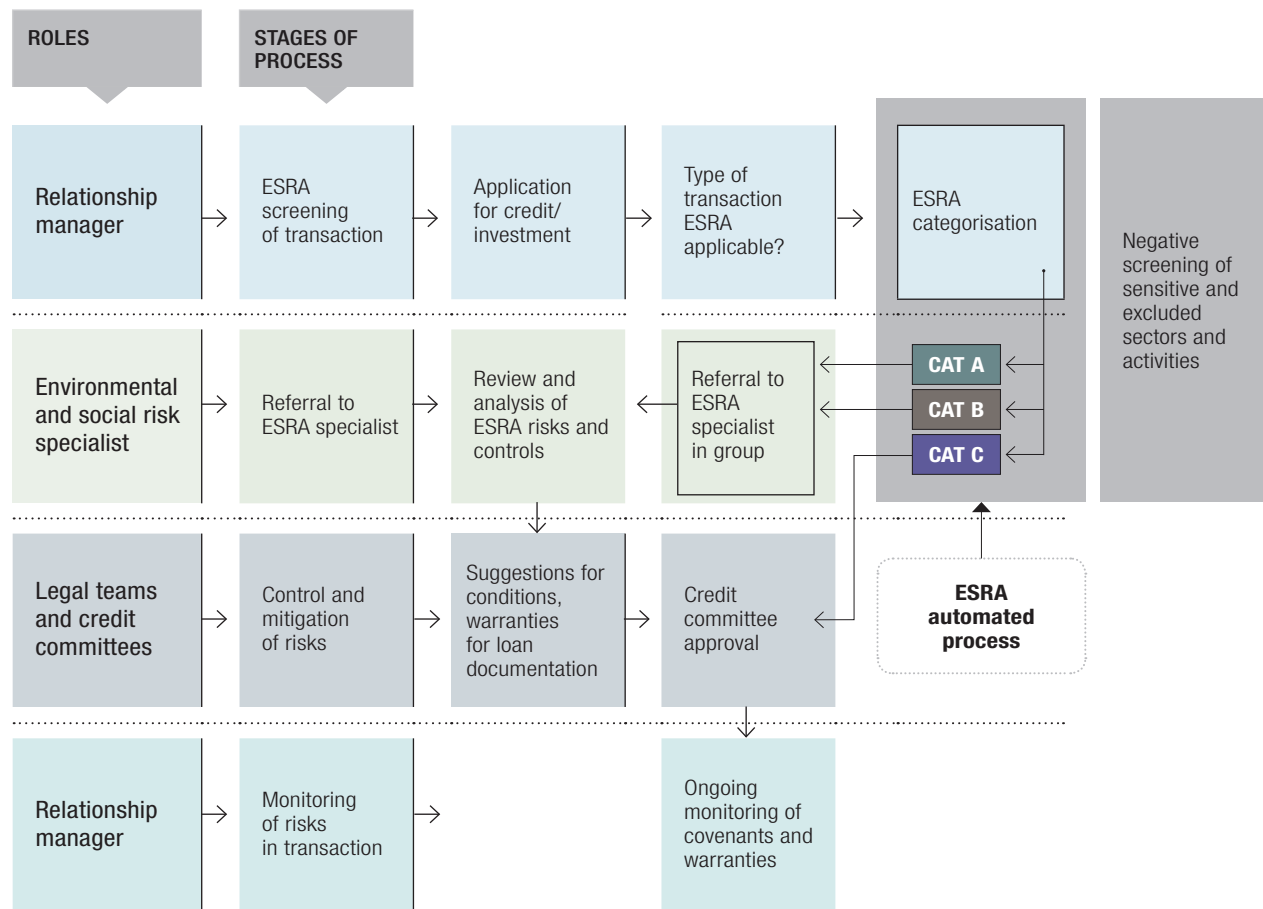 ROLES
STAGES OF
PROCESS
Relationship
manager
ESRA
screening
of transaction
Application
for credit/
investment
Type of
transaction
ESRA
applicable?
ESRA
categorisation
Negative
screening of
sensitive and
excluded
sectors and
activities
Environmental
and social risk
specialist
Referral to
ESRA specialist
Review and
analysis of
ESRA risks and
controls
Referral to
ESRA
specialist
in group
CAT A
CAT B
CAT C
Legal teams
and credit
committees
Control and
mitigation
of risks
Suggestions for
conditions,
warranties
for loan
documentation
Credit
committee
approval
ESRA
automated
process
Relationship
manager
Monitoring
of risks
in transaction
Ongoing
monitoring of
covenants and
warranties